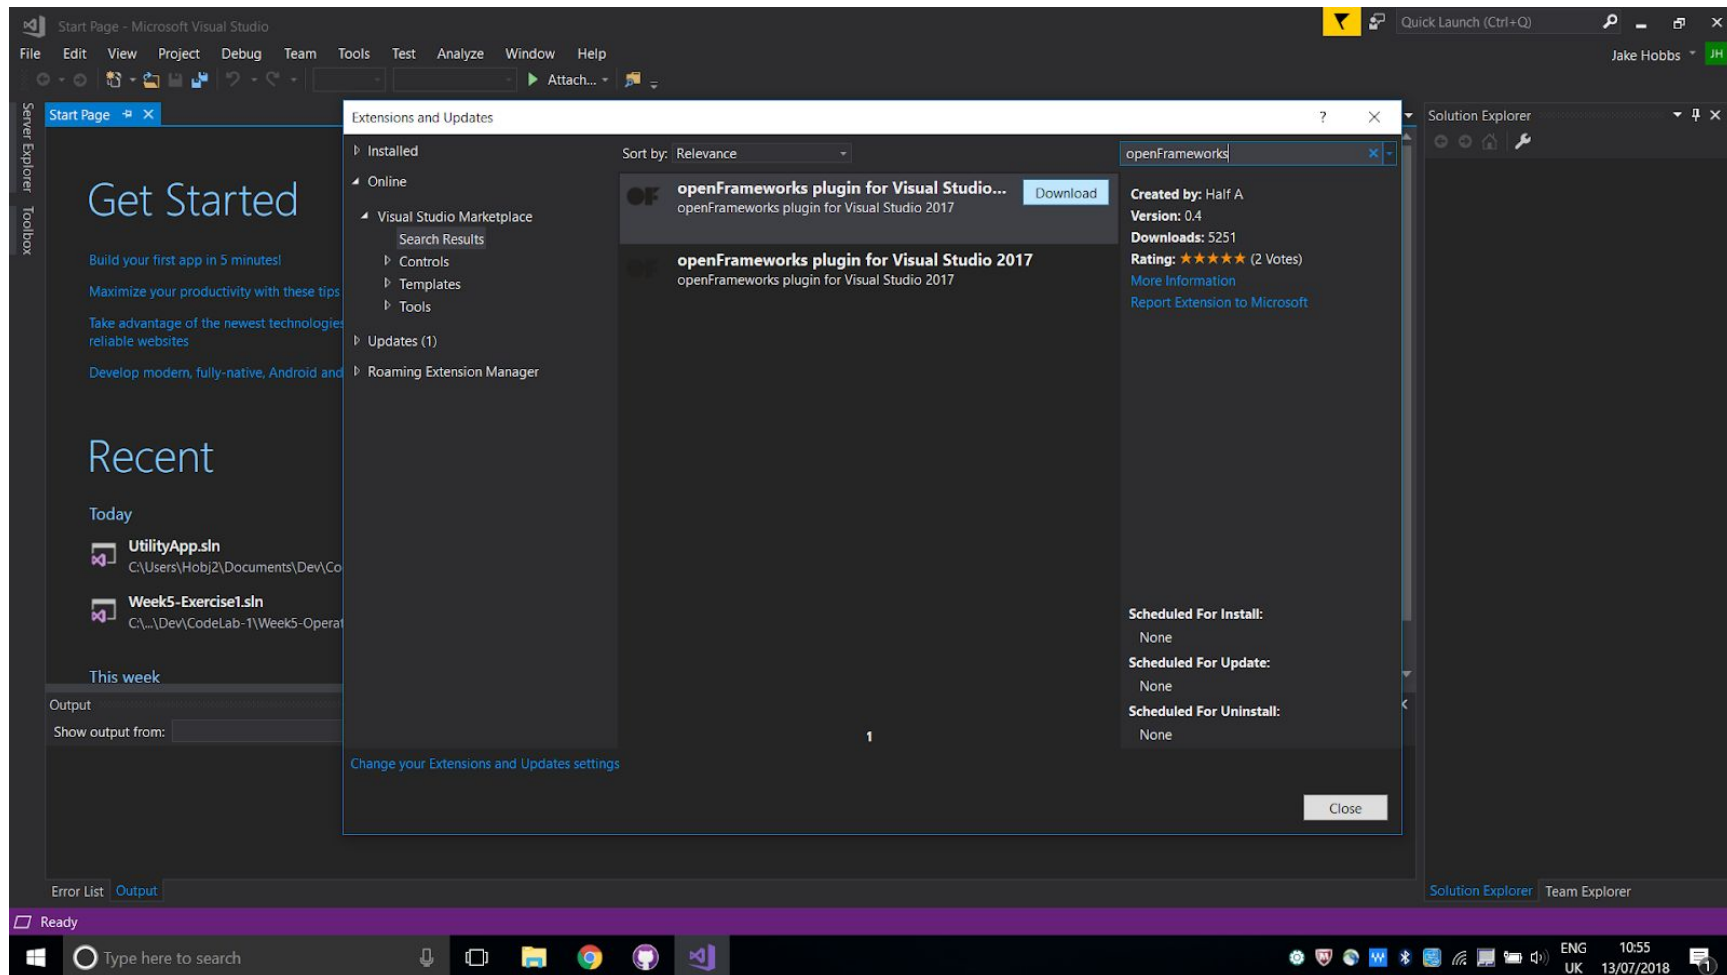 Start Page - Microsoft Visual Studio
Quick Launch (Ctrl+Q)
File Edit View Project Debug Team Tools Test Analyze Window Help
Jake Hobbs JH
Attach...
Server Explorer
Toolbox
Start Page
Get Started
Build your first app in 5 minutes!
Maximize your productivity with these tips
Take advantage of the newest technologies
reliable websites
Develop modern, fully-native, Android and
Recent
Today
UtilityApp.sln
C:\Users\Hobj2\Documents\Dev\Co
Week5-Exercise1.sln
C:\...\Dev\CodeLab-1\Week5-Operat
This week
Output
Show output from:
Error List Output
Extensions and Updates
?
Installed
Online
Visual Studio Marketplace
Search Results
Controls
Templates
Tools
Updates (1)
Roaming Extension Manager
Change your Extensions and Updates settings
Sort by: Relevance
OF
openFrameworks plugin for Visual Studio...
Download
openFrameworks plugin for Visual Studio 2017
OF
openFrameworks plugin for Visual Studio 2017
openFrameworks plugin for Visual Studio 2017
1
openFrameworks
Created by: Half A
Version: 0.4
Downloads: 5251
Rating: ★★★★★ (2 Votes)
More Information
Report Extension to Microsoft
Scheduled For Install:
None
Scheduled For Update:
None
Scheduled For Uninstall:
None
Close
Solution Explorer
Solution Explorer Team Explorer
Ready
Type here to search
ENG
UK
10:55
13/07/2018
1